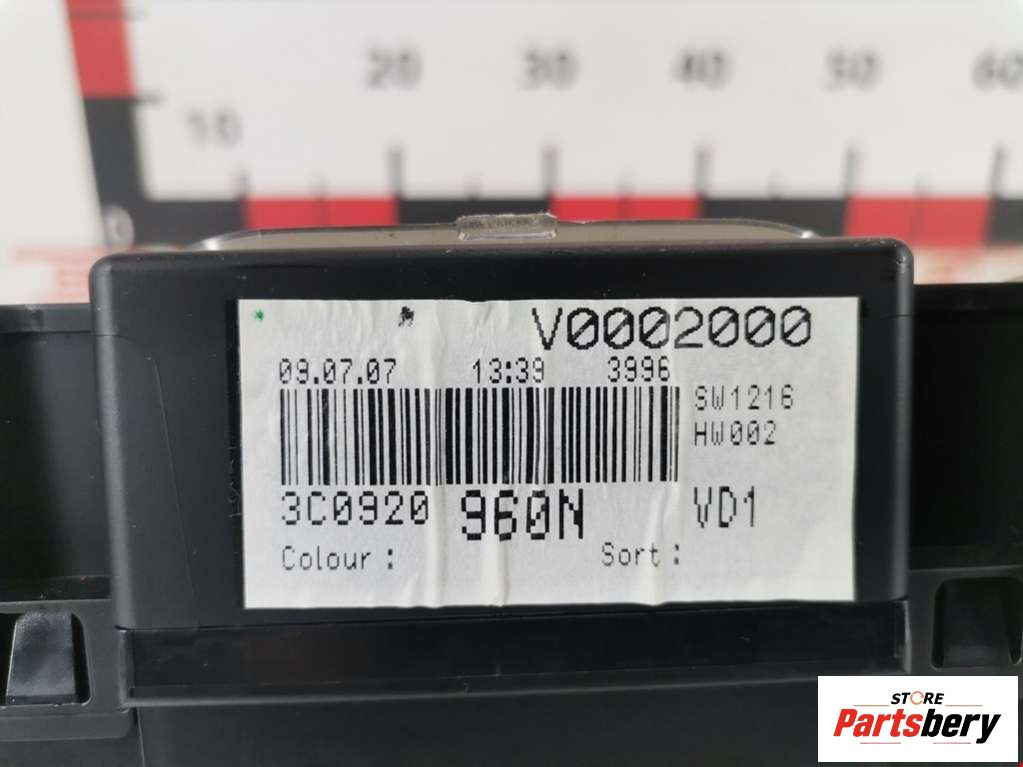 20 30 40 50 60
10
V0002000
09.07.07 13:39 3996
SW1216
HW002
3C0920 960N VD1
Colour : Sort :
STORE
Partsbery